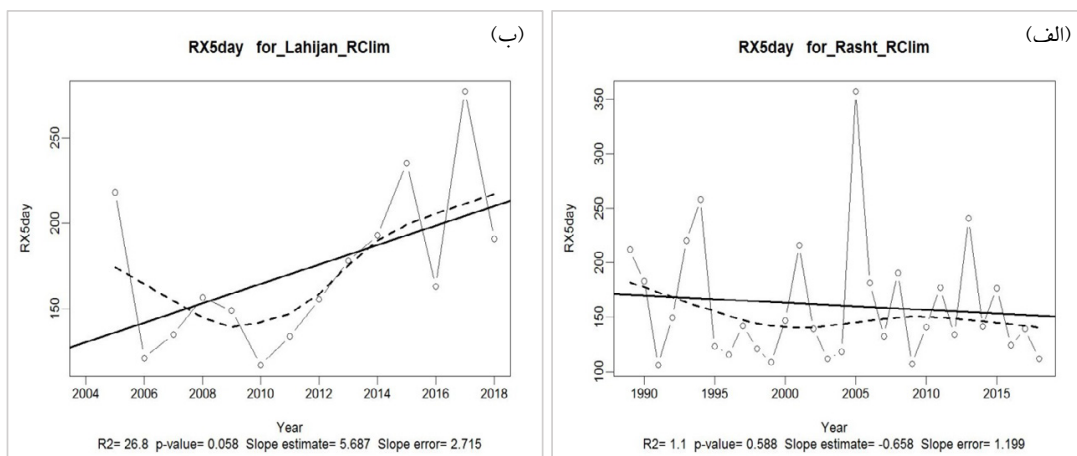 (ب)
RX5day for_Lahijan_RClim
RX5day
250
200
150
2004 2006 2008 2010 2012 2014 2016 2018
Year
R2= 26.8 p-value= 0.058 Slope estimate= 5.687 Slope error= 2.715
(الف)
RX5day for_Rasht_RClim
RX5day
350
300
250
200
150
100
1990 1995 2000 2005 2010 2015
Year
R2= 1.1 p-value= 0.588 Slope estimate= -0.658 Slope error= 1.199